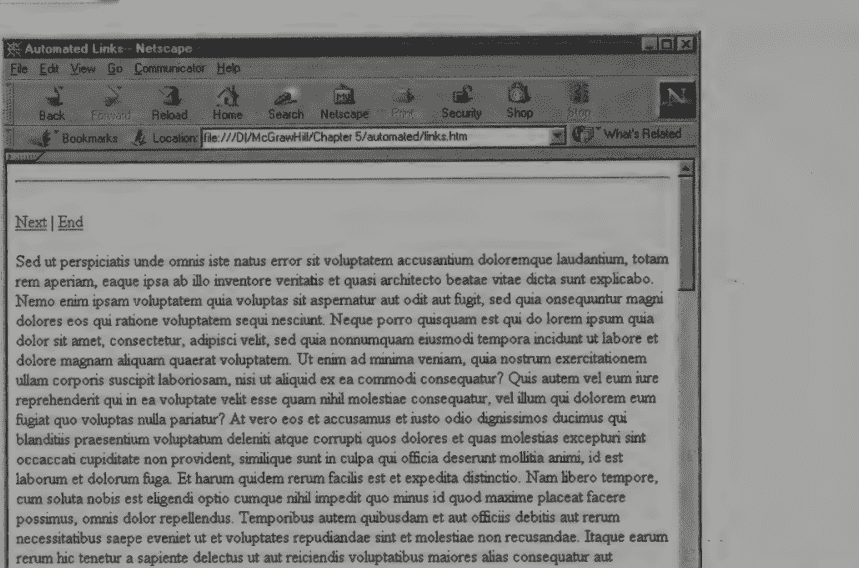 Automated Links - Netscape
File Edit View Go Communicator Help
Back Forward Reload Home Search Netscape Print Security Shop Stop
N
My
Bookmarks Location: file:///D|/McGrawHill/Chapter 5/automated/links.htm What's Related
Next | End
Sed ut perspiciatis unde omnis iste natus error sit voluptatem accusantium doloremque laudantium, totam
rem aperiam, eaque ipsa ab illo inventore veritatis et quasi architecto beatae vitae dicta sunt explicabo.
Nemo enim ipsam voluptatem quia voluptas sit aspernatur aut odit aut fugit, sed quia onsequuntur magni
dolores eos qui ratione voluptatem sequi nesciunt. Neque porro quisquam est qui do lorem ipsum quia
dolor sit amet, consectetur, adipisci velit, sed quia nonnumquam eiusmodi tempora incidunt ut labore et
dolore magnam aliquam quaerat voluptatem. Ut enim ad minima veniam, quia nostrum exercitationem
ullam corporis suscipit laboriosam, nisi ut aliquid ex ea commodi consequatur? Quis autem vel eum iure
reprehenderit qui in ea voluptate velit esse quam nihil molestiae consequatur, vel illum qui dolorem eum
fugiat quo voluptas nulla pariatur? At vero eos et accusamus et iusto odio dignissimos ducimus qui
blanditiis praesentium voluptatum deleniti atque corrupti quos dolores et quas molestias excepturi sint
occaccati cupiditate non provident, similique sunt in culpa qui officia deserunt mollitia animi, id est
laborum et dolorum fuga. Et harum quidem rerum facilis est et expedita distinctio. Nam libero tempore,
cum soluta nobis est eligendi optio cumque nihil impedit quo minus id quod maxime placeat facere
possimus, omnis dolor repellendus. Temporibus autem quibusdam et aut officiis debitis aut rerum
necessitatibus saepe eveniet ut et voluptates repudiandae sint et molestiae non recusandae. Itaque earum
rerum hic tenetur a sapiente delectus ut aut reiciendis voluptatibus maiores alias consequatur aut